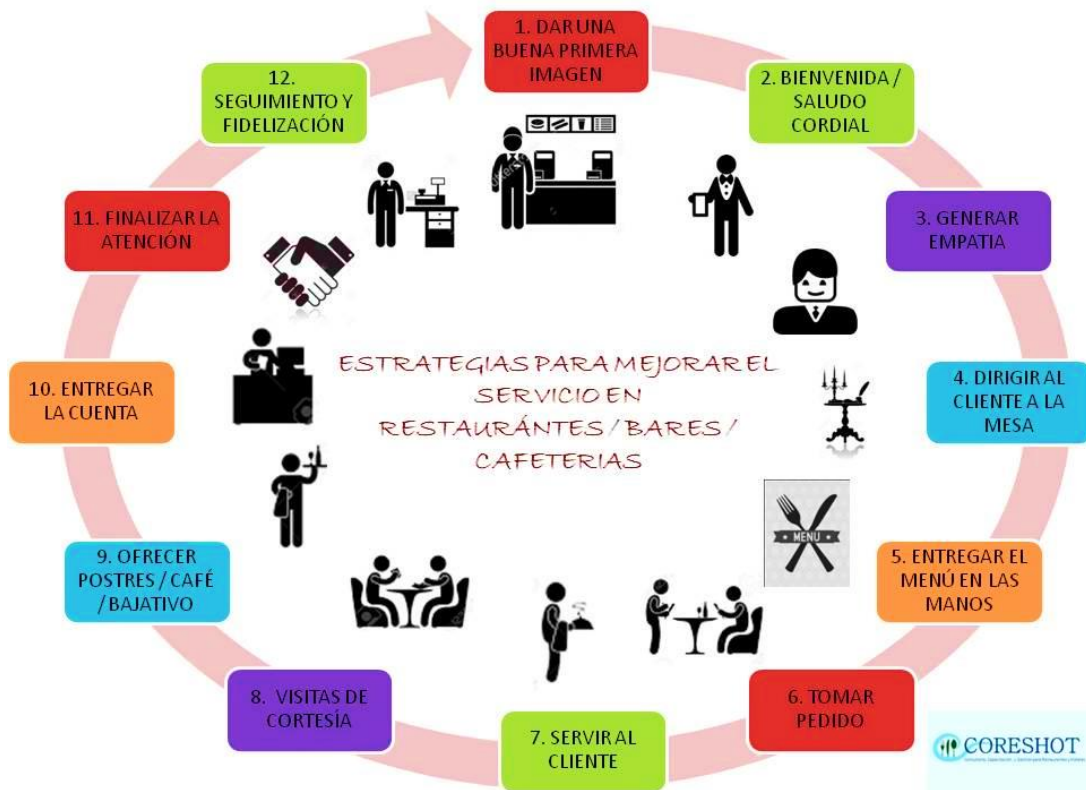 1. DAR UNA
BUENA PRIMERA
IMAGEN
2. BIENVENIDA /
SALUDO
CORDIAL
3. GENERAR
EMPATIA
4. DIRIGIR AL
CLIENTE A LA
MESA
5. ENTREGAR EL
MENÚ EN LAS
MANOS
6. TOMAR
PEDIDO
7. SERVIR AL
CLIENTE
8. VISITAS DE
CORTESÍA
9. OFRECER
POSTRES / CAFÉ
/ BAJATIVO
10. ENTREGAR
LA CUENTA
11. FINALIZAR LA
ATENCIÓN
12.
SEGUIMIENTO Y
FIDELIZACIÓN
ESTRATEGIAS PARA MEJORAR EL
SERVICIO EN
RESTAURÁNTES / BARES /
CAFETERIAS
MENU
CORESHOT